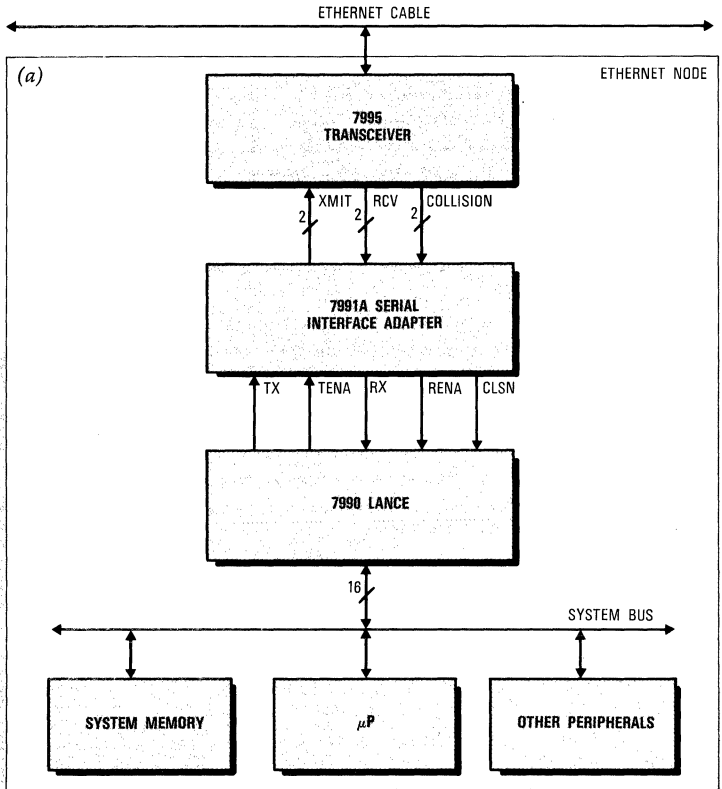 ETHERNET CABLE
(a)
ETHERNET NODE
7995
TRANSCEIVER
XMIT
RCV
COLLISION
2
2
2
7991A SERIAL
INTERFACE ADAPTER
TX
TENA
RX
RENA
CLSN
7990 LANCE
16
SYSTEM BUS
SYSTEM MEMORY
μP
OTHER PERIPHERALS